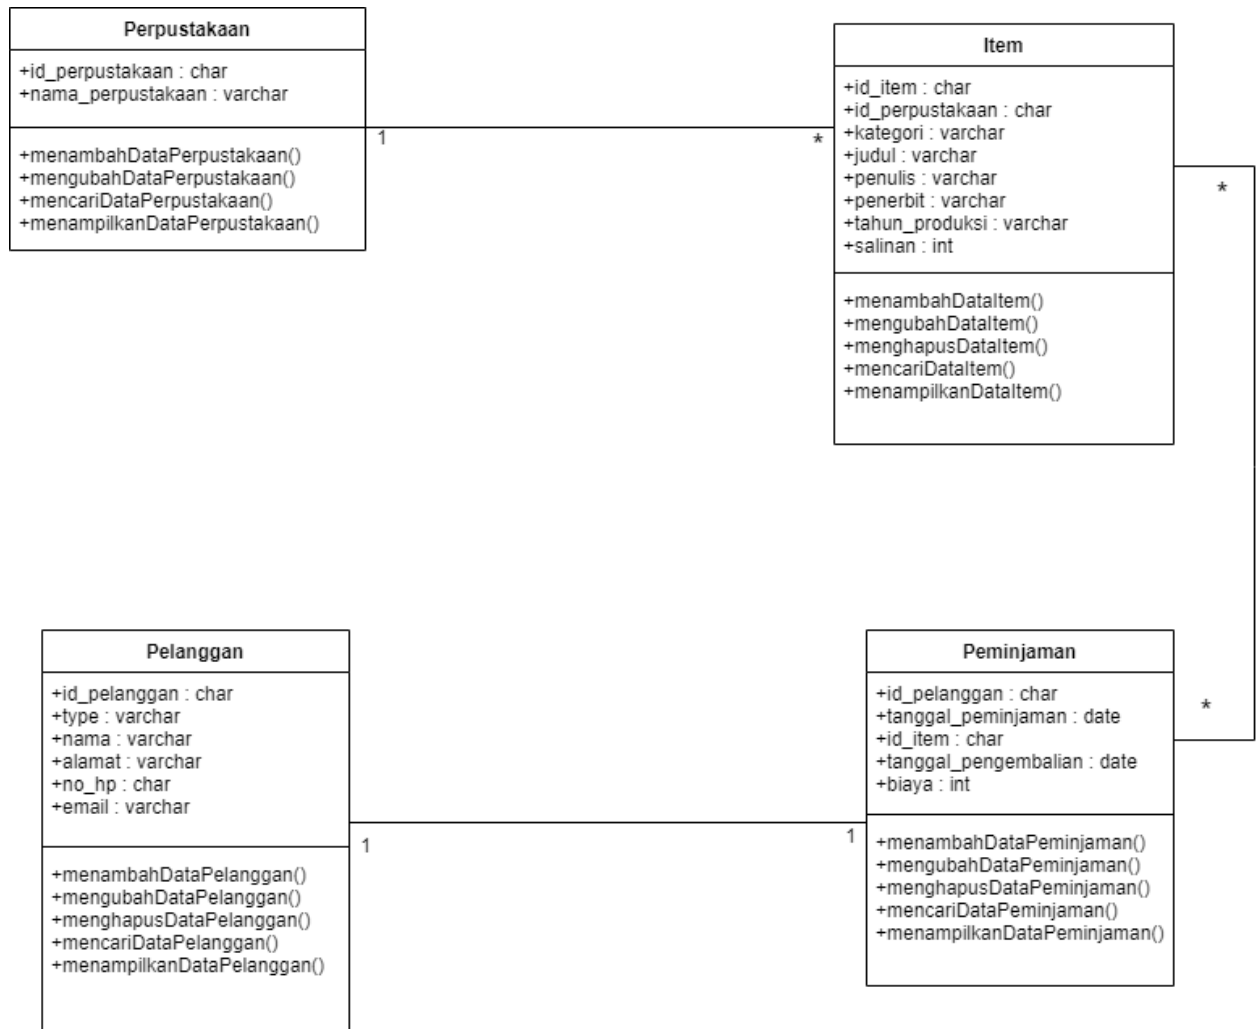 Perpustakaan
+id_perpustakaan : char
+nama_perpustakaan : varchar
+menambahDataPerpustakaan()
+mengubahDataPerpustakaan()
+mencariDataPerpustakaan()
+menampilkanDataPerpustakaan()
1
*
Item
+id_item : char
+id_perpustakaan : char
+kategori : varchar
+judul : varchar
+penulis : varchar
+penerbit : varchar
+tahun_produksi : varchar
+salinan : int
+menambahDataItem()
+mengubahDataItem()
+menghapusDataItem()
+mencariDataItem()
+menampilkanDataItem()
*
Pelanggan
+id_pelanggan : char
+type : varchar
+nama : varchar
+alamat : varchar
+no_hp : char
+email : varchar
+menambahDataPelanggan()
+mengubahDataPelanggan()
+menghapusDataPelanggan()
+mencariDataPelanggan()
+menampilkanDataPelanggan()
1
1
Peminjaman
+id_pelanggan : char
+tanggal_peminjaman : date
+id_item : char
+tanggal_pengembalian : date
+biaya : int
+menambahDataPeminjaman()
+mengubahDataPeminjaman()
+menghapusDataPeminjaman()
+mencariDataPeminjaman()
+menampilkanDataPeminjaman()
*